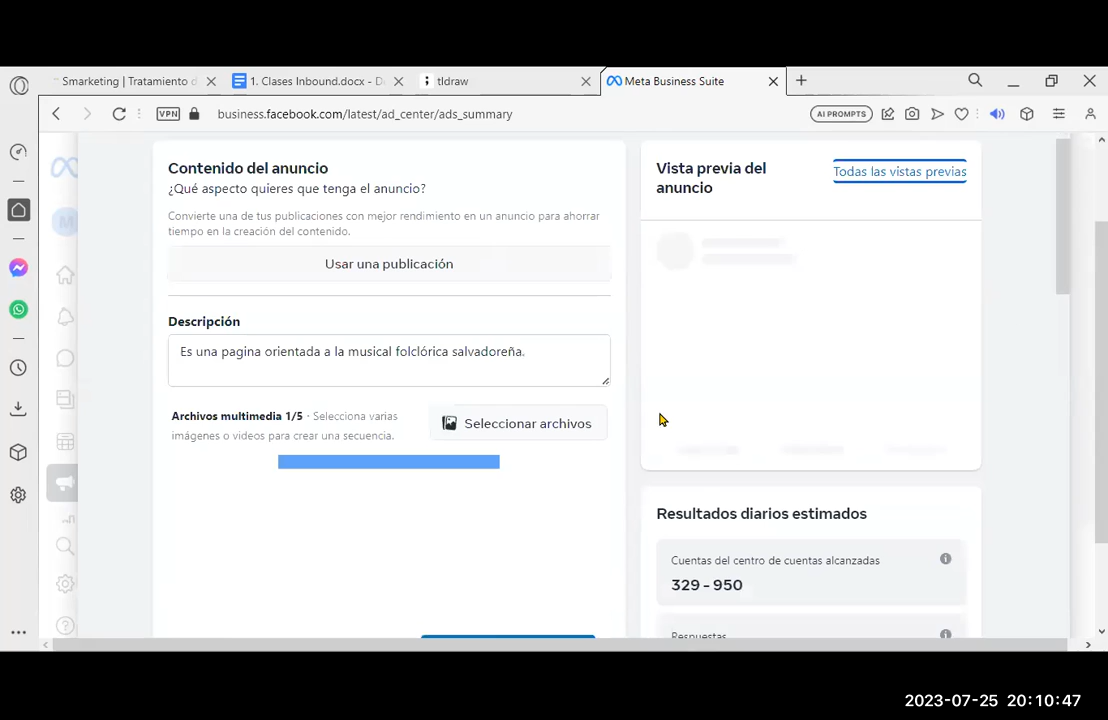 Smarketing | Tratamiento d
1. Clases Inbound.docx - D
tldraw
Meta Business Suite
VPN
business.facebook.com/latest/ad_center/ads_summary
AI PROMPTS
Contenido del anuncio
¿Qué aspecto quieres que tenga el anuncio?
Convierte una de tus publicaciones con mejor rendimiento en un anuncio para ahorrar
tiempo en la creación del contenido.
Usar una publicación
Descripción
Es una pagina orientada a la musical folclórica salvadoreña.
Archivos multimedia 1/5 · Selecciona varias
imágenes o videos para crear una secuencia.
Seleccionar archivos
Vista previa del
anuncio
Todas las vistas previas
Resultados diarios estimados
Cuentas del centro de cuentas alcanzadas
329 - 950
Respuestas
M
2023-07-25 20:10:47